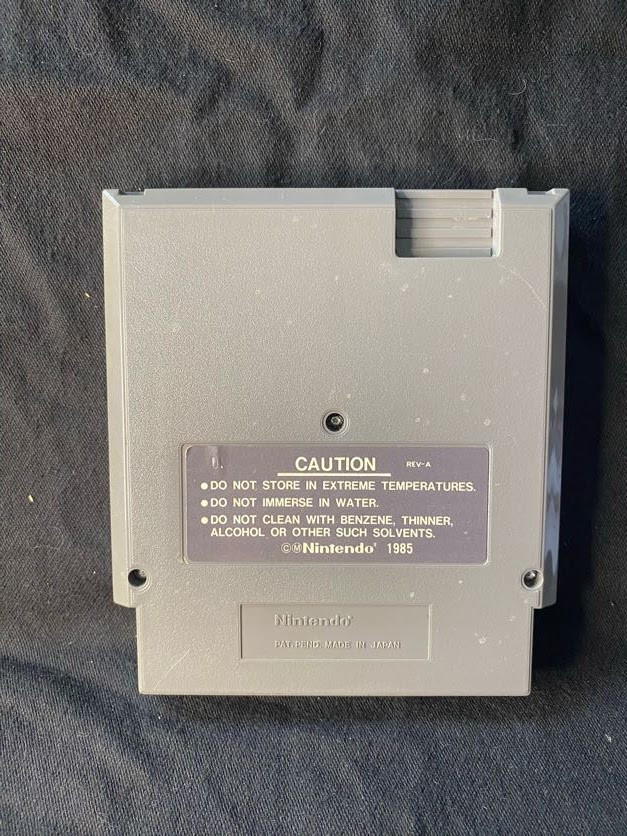 CAUTION REV-A
●DO NOT STORE IN EXTREME TEMPERATURES.
●DO NOT IMMERSE IN WATER.
●DO NOT CLEAN WITH BENZENE, THINNER,
ALCOHOL OR OTHER SUCH SOLVENTS.
©ⓂNintendo® 1985
Nintendo®
PAT. PEND. MADE IN JAPAN